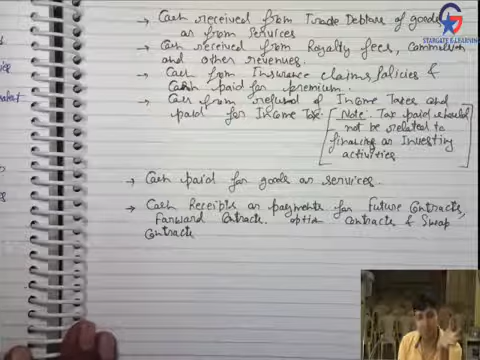 STARGATE E-LEARNING
→ Cash received from Trade Debtors of goods
as from services
→ Cash received from Royalty fees, Commission
and other revenues.
→ Cash from Insurance claims policies &
Cash paid for premium.
→ Cash from refund of Income Taxes and
paid for Income Tax.
Note: Tax paid should
not be related to
financing or Investing
activities
→ Cash paid for goods or services.
→ Cash Receipts or payments for Future Contracts,
Forward Contracts. option Contracts & Swap
Contracts